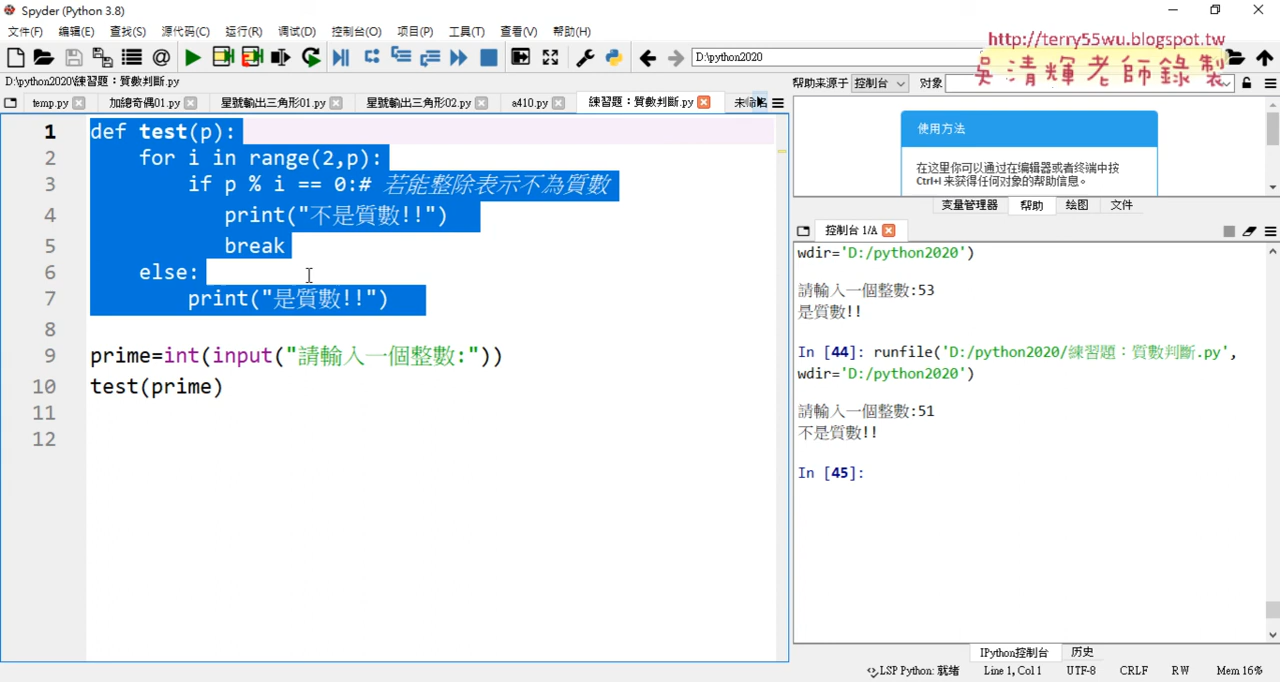 Spyder (Python 3.8)
文件(F) 编辑(E) 查找(S) 源代码(C) 运行(R) 调试(D) 控制台(O) 项目(P) 工具(T) 查看(V) 帮助(H)
D:\python2020
http://terry55wu.blogspot.tw
吳清輝老師錄製
D:\python2020\練習題：質數判斷.py
temp.py 加總奇偶01.py 星號輸出三角形01.py 星號輸出三角形02.py a410.py 練習題：質數判斷.py
帮助来源于 控制台 对象
1 def test(p):
2 for i in range(2,p):
3 if p % i == 0:# 若能整除表示不為質數
4 print("不是質數!!")
5 break
6 else:
7 print("是質數!!")
8
9 prime=int(input("請輸入一個整數:"))
10 test(prime)
11
12
使用方法
在这里你可以通过在编辑器或者终端中按
Ctrl+I 来获得任何对象的帮助信息。
变量管理器 帮助 绘图 文件
控制台 1/A
wdir='D:/python2020')
請輸入一個整數:53
是質數!!
In [44]: runfile('D:/python2020/練習題：質數判斷.py',
wdir='D:/python2020')
請輸入一個整數:51
不是質數!!
In [45]:
IPython控制台 历史
LSP Python: 就绪 Line 1, Col 1 UTF-8 CRLF RW Mem 16%